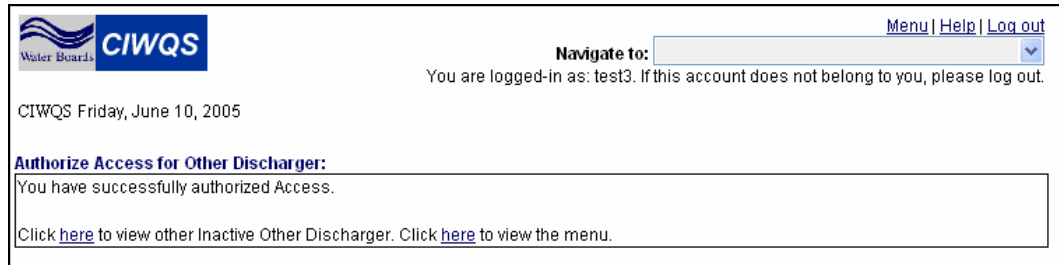 Water Boards CIWQS
Menu | Help | Log out
Navigate to:
You are logged-in as: test3. If this account does not belong to you, please log out.
CIWQS Friday, June 10, 2005
Authorize Access for Other Discharger:
You have successfully authorized Access.
Click here to view other Inactive Other Discharger. Click here to view the menu.